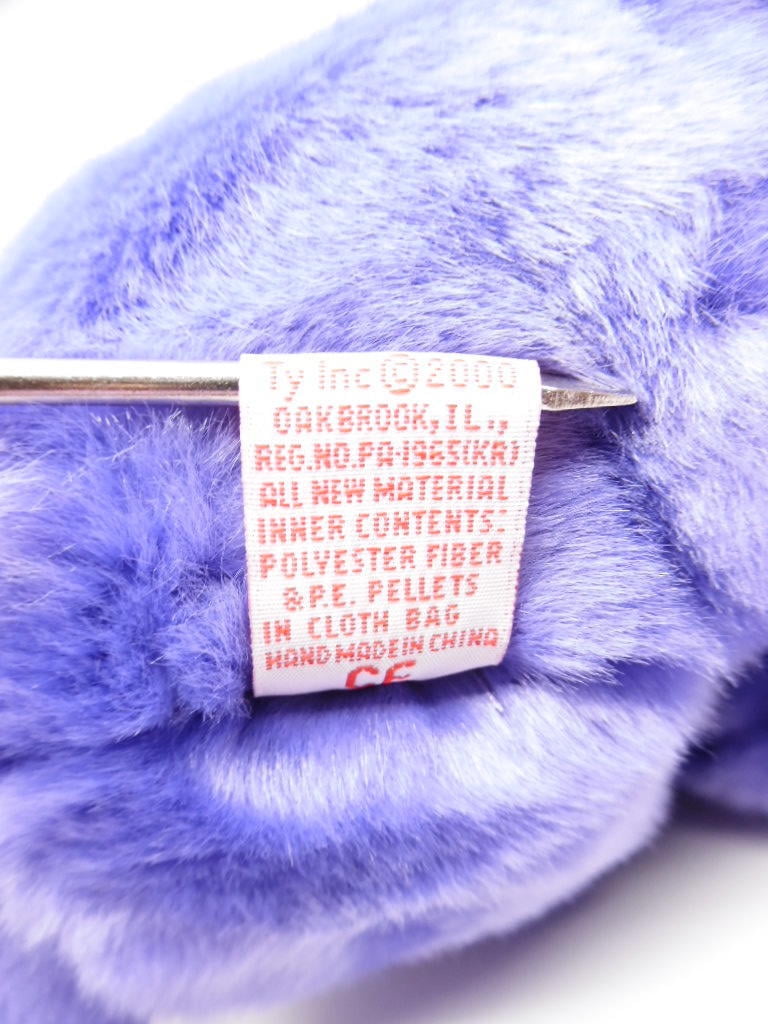 Ty Inc © 2000
OAKBROOK, IL.,
REG.NO.PA-1965(KR)
ALL NEW MATERIAL
INNER CONTENTS:
POLYESTER FIBER
& P.E. PELLETS
IN CLOTH BAG
HAND MADE IN CHINA
CE